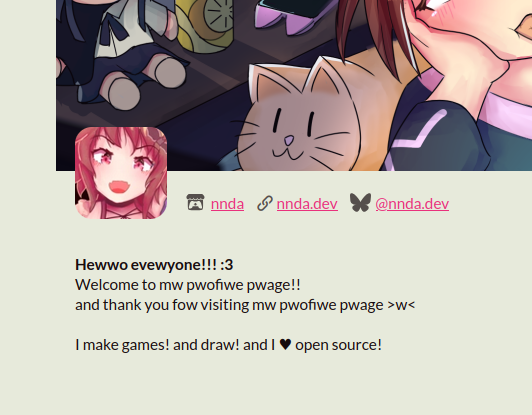 nnda nnda.dev @nnda.dev
Hewwo evewyone!!! :3
Welcome to mw pwofiwe pwage!!
and thank you fow visiting mw pwofiwe pwage >w<
I make games! and draw! and I ♥ open source!